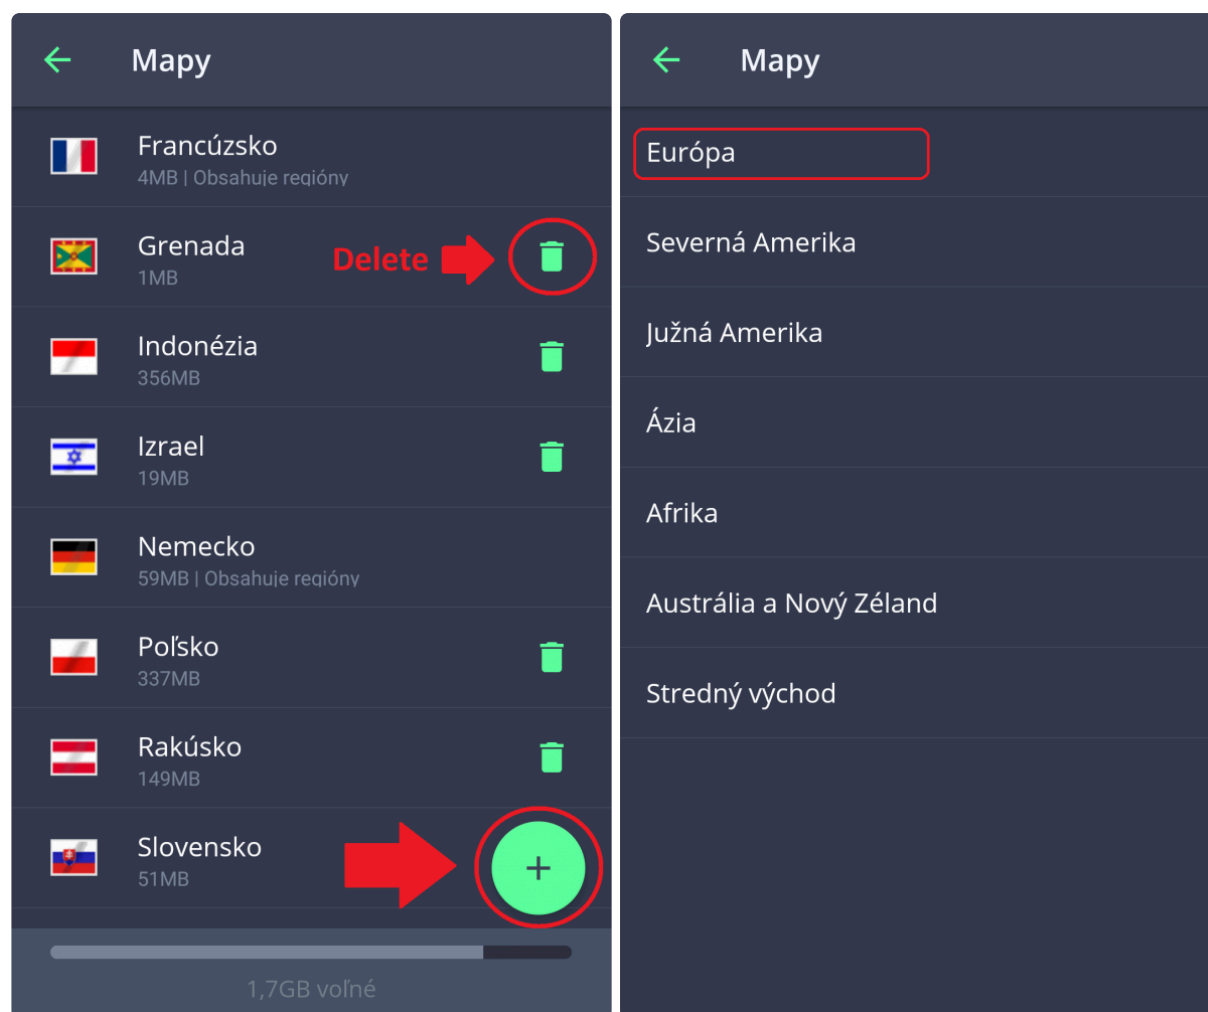 Mapy
Francúzsko
4MB | Obsahuje regióny
Grenada
1MB
Delete
Indonézia
356MB
Izrael
19MB
Nemecko
59MB | Obsahuje regióny
Poľsko
337MB
Rakúsko
149MB
Slovensko
51MB
+
1,7GB voľné
Mapy
Európa
Severná Amerika
Južná Amerika
Ázia
Afrika
Austrália a Nový Zéland
Stredný východ